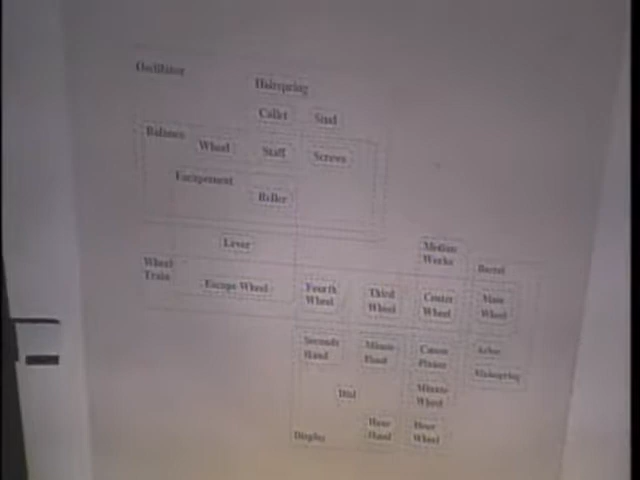 Oscillator
Hairspring
Collet Stud
Balance
Wheel Staff Screws
Escapement
Roller
Lever
Motion
Works
Barrel
Wheel
Train
Escape Wheel
Fourth
Wheel
Third
Wheel
Center
Wheel
Main
Wheel
Seconds
Hand
Minute
Hand
Canon
Pinion
Arbor
Mainspring
Minute
Wheel
Dial
Hour
Hand
Hour
Wheel
Display